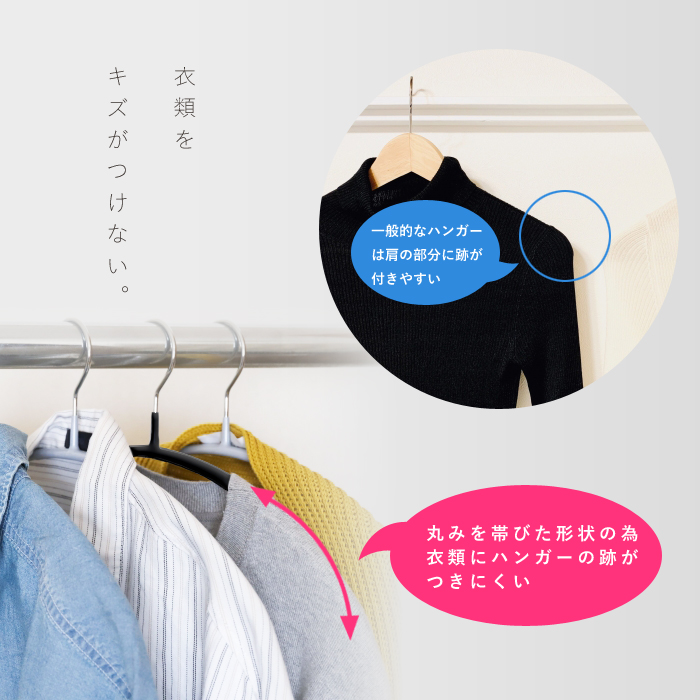 衣類を
キズがつけない。
一般的なハンガー
は肩の部分に跡が
付きやすい
丸みを帯びた形状の為
衣類にハンガーの跡が
つきにくい